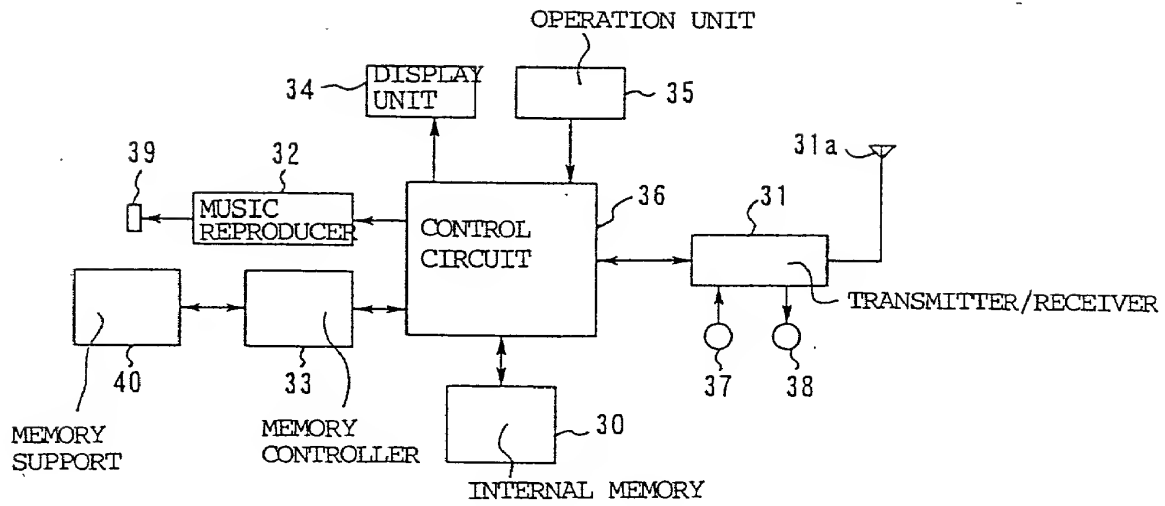 OPERATION UNIT
34
DISPLAY
UNIT
35
39
32
31a
MUSIC
REPRODUCER
CONTROL
CIRCUIT
36
31
TRANSMITTER/RECEIVER
40
33
37
38
MEMORY
SUPPORT
MEMORY
CONTROLLER
30
INTERNAL MEMORY